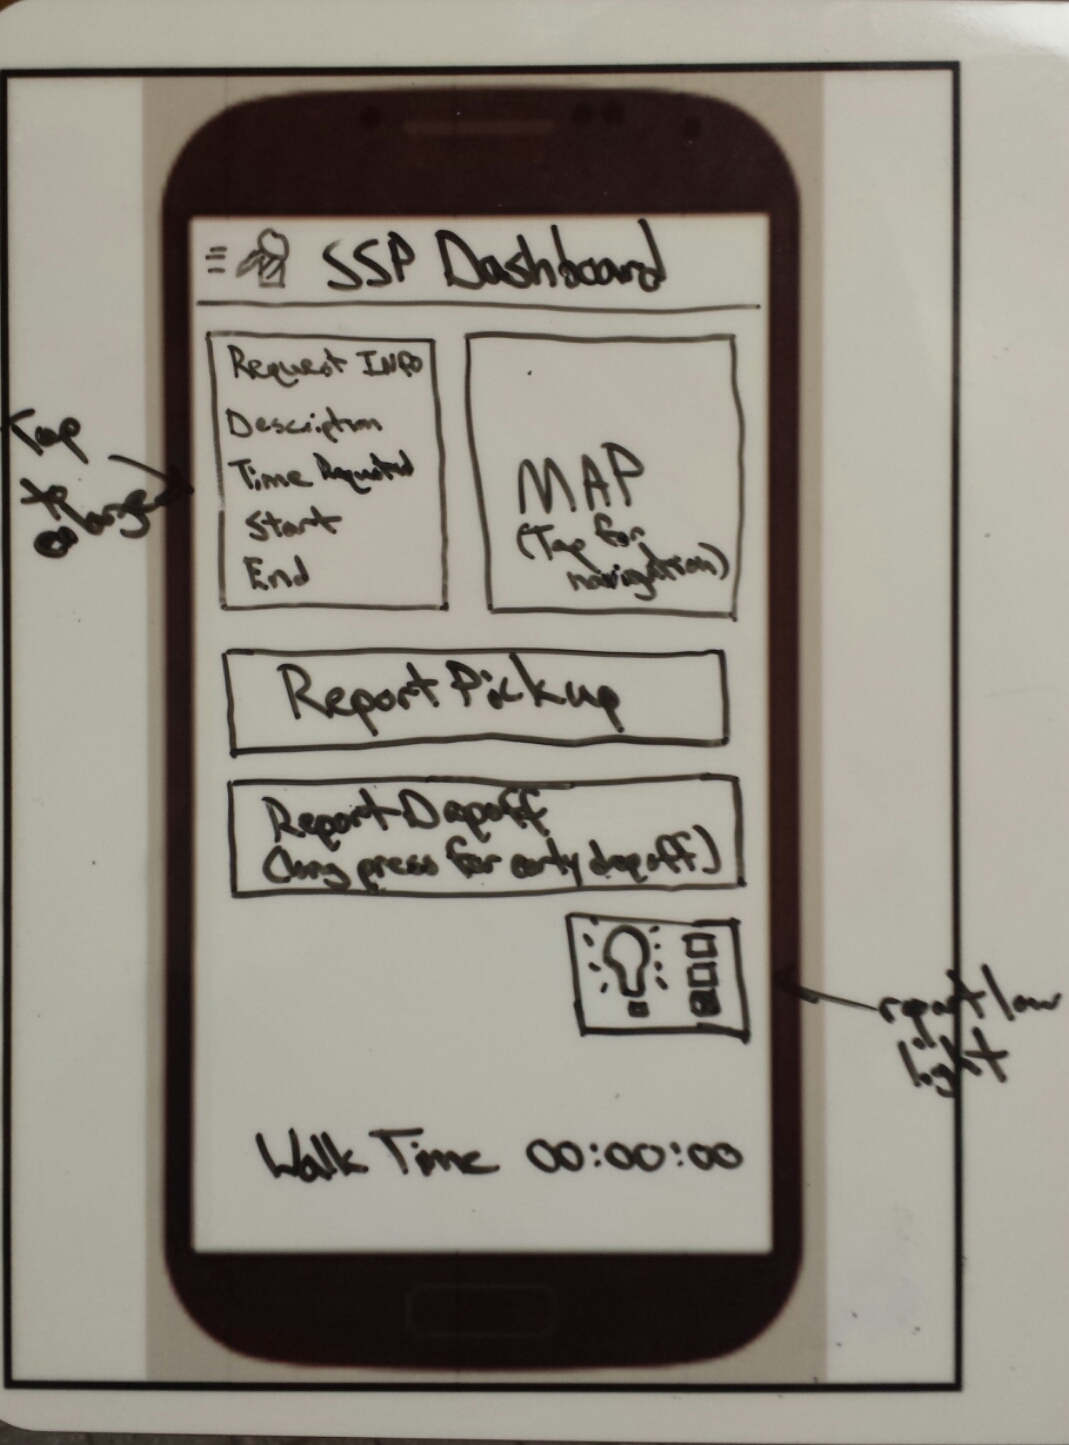 SSP Dashboard
Request INFO
Description
Time Requested
Start
End
MAP
(Tap for
navigation)
Tap
to
enlarge
Report Pickup
Report Dropoff
(long press for early dropoff)
report low
light
Walk Time 00:00:00